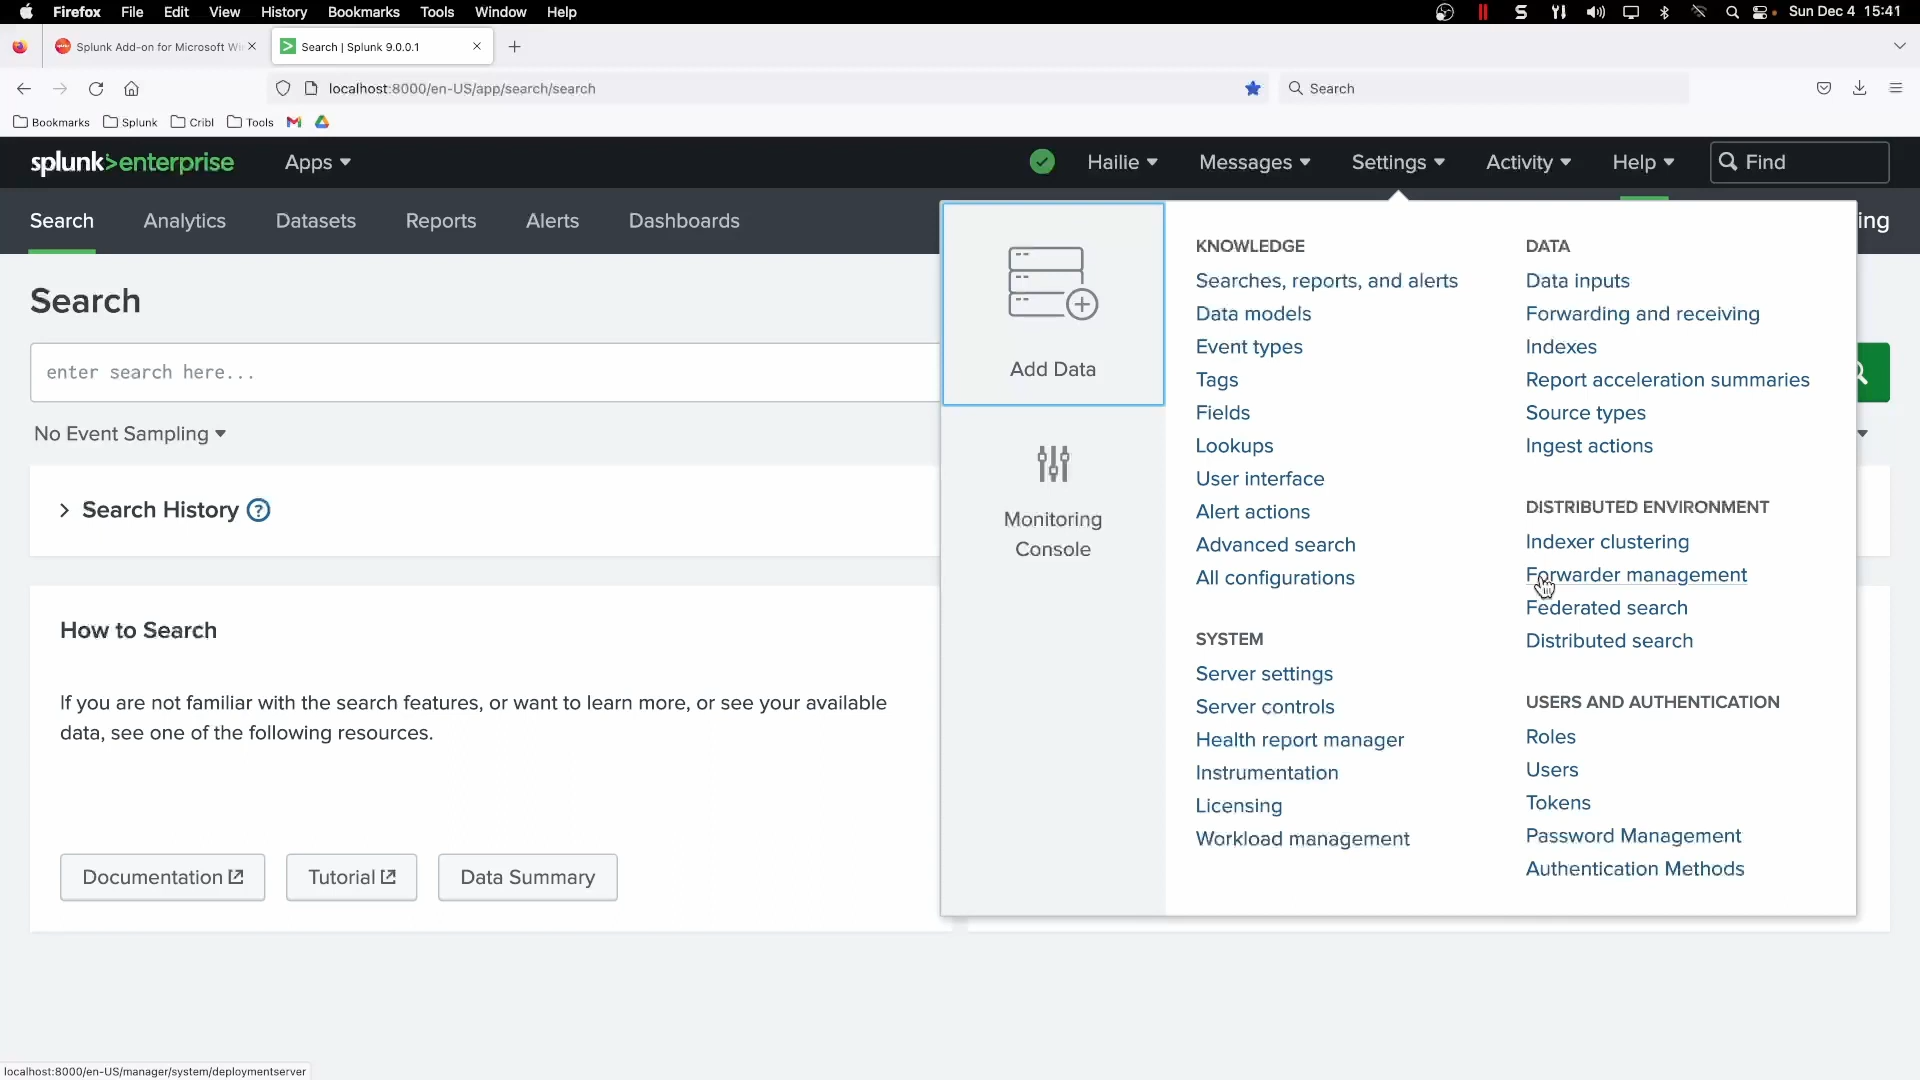 Firefox File Edit View History Bookmarks Tools Window Help
Sun Dec 4 15:41
Splunk Add-on for Microsoft Wi
Search | Splunk 9.0.0.1
localhost:8000/en-US/app/search/search
Search
Bookmarks Splunk Cribl Tools
splunk>enterprise
Apps
Hailie
Messages
Settings
Activity
Help
Find
Search Analytics Datasets Reports Alerts Dashboards
ing
Search
enter search here...
No Event Sampling
Search History
How to Search
If you are not familiar with the search features, or want to learn more, or see your available
data, see one of the following resources.
Documentation
Tutorial
Data Summary
Add Data
Monitoring
Console
KNOWLEDGE
Searches, reports, and alerts
Data models
Event types
Tags
Fields
Lookups
User interface
Alert actions
Advanced search
All configurations
SYSTEM
Server settings
Server controls
Health report manager
Instrumentation
Licensing
Workload management
DATA
Data inputs
Forwarding and receiving
Indexes
Report acceleration summaries
Source types
Ingest actions
DISTRIBUTED ENVIRONMENT
Indexer clustering
Forwarder management
Federated search
Distributed search
USERS AND AUTHENTICATION
Roles
Users
Tokens
Password Management
Authentication Methods
localhost:8000/en-US/manager/system/deploymentserver